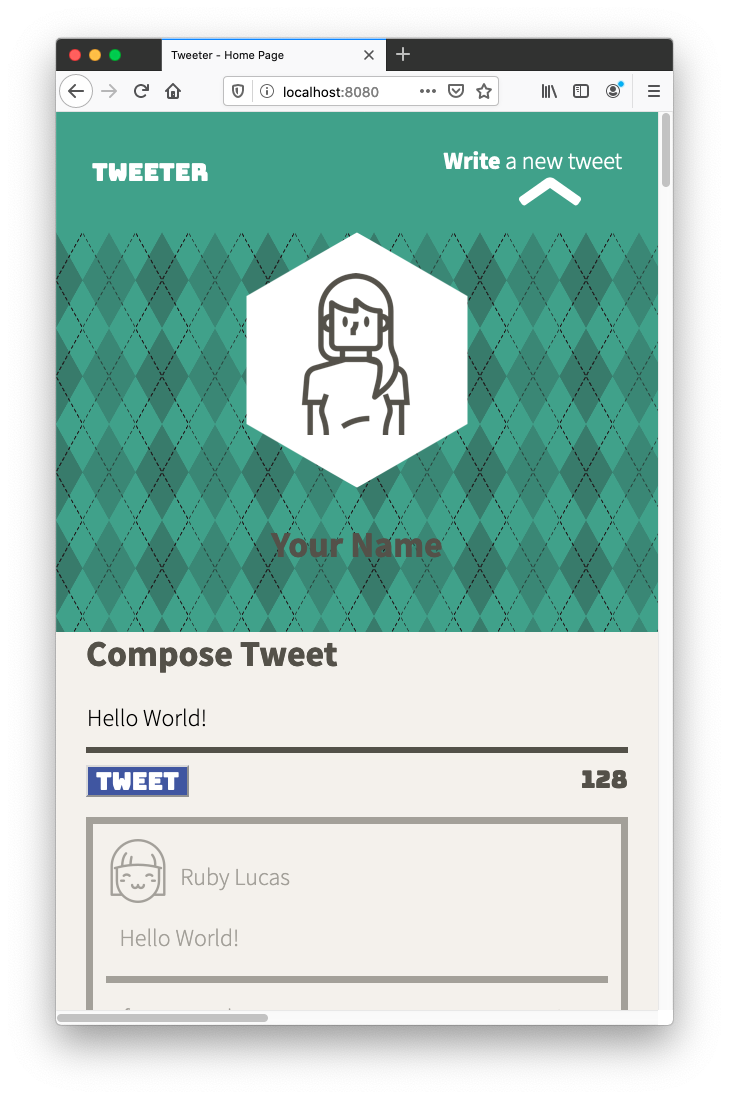 Tweeter - Home Page
localhost:8080
TWEETER
Write a new tweet
Your Name
Compose Tweet
Hello World!
TWEET
128
Ruby Lucas
Hello World!